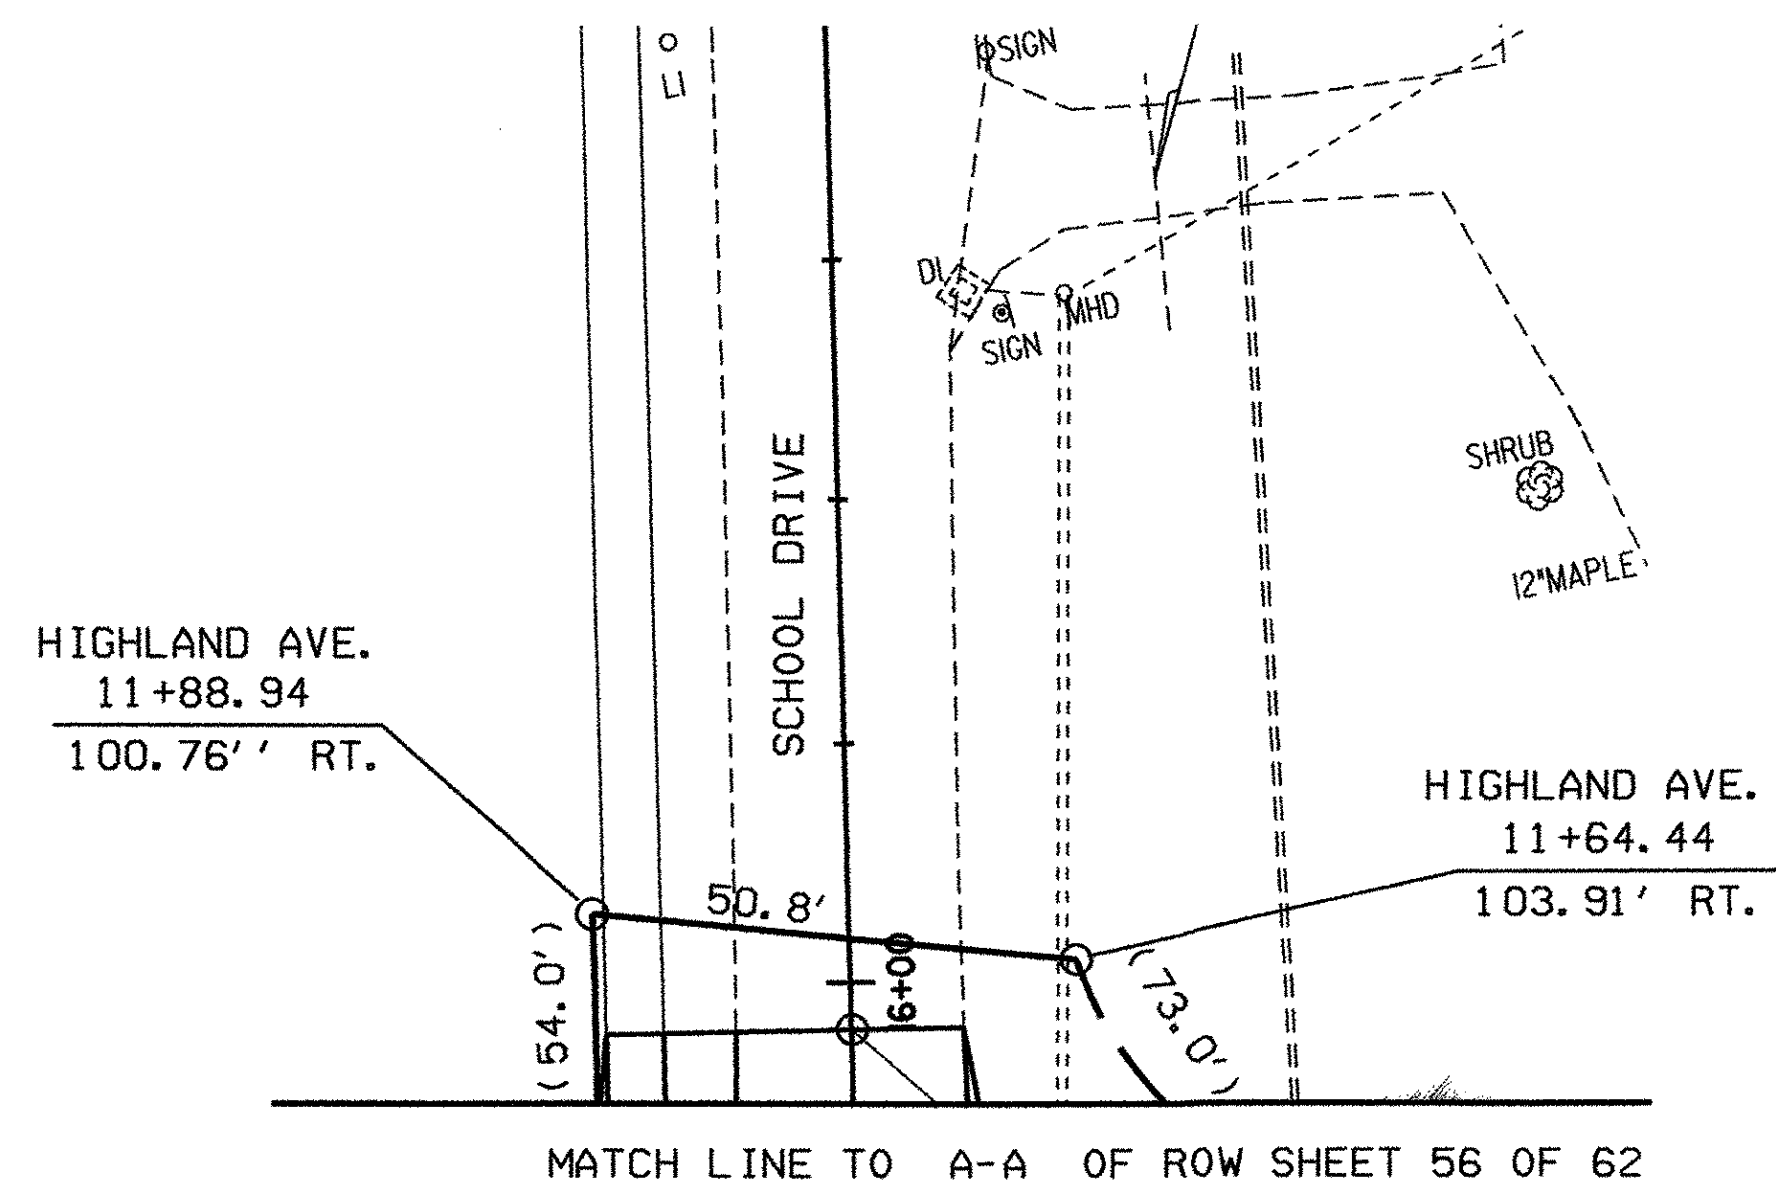 SIGN
LI
DI
MHD
SIGN
SCHOOL DRIVE
SHRUB
12"MAPLE
HIGHLAND AVE.
11+88.94
100.76'' RT.
HIGHLAND AVE.
11+64.44
103.91' RT.
50.8'
(54.0')
16+00
(73.0')
MATCH LINE TO A-A OF ROW SHEET 56 OF 62